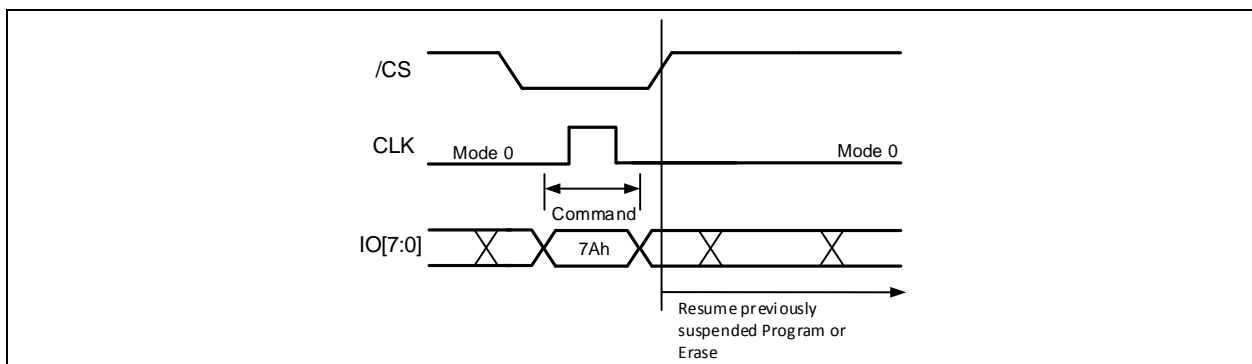 /CS
CLK
Mode 0
Mode 0
Command
IO[7:0]
7Ah
Resume previously
suspended Program or
Erase